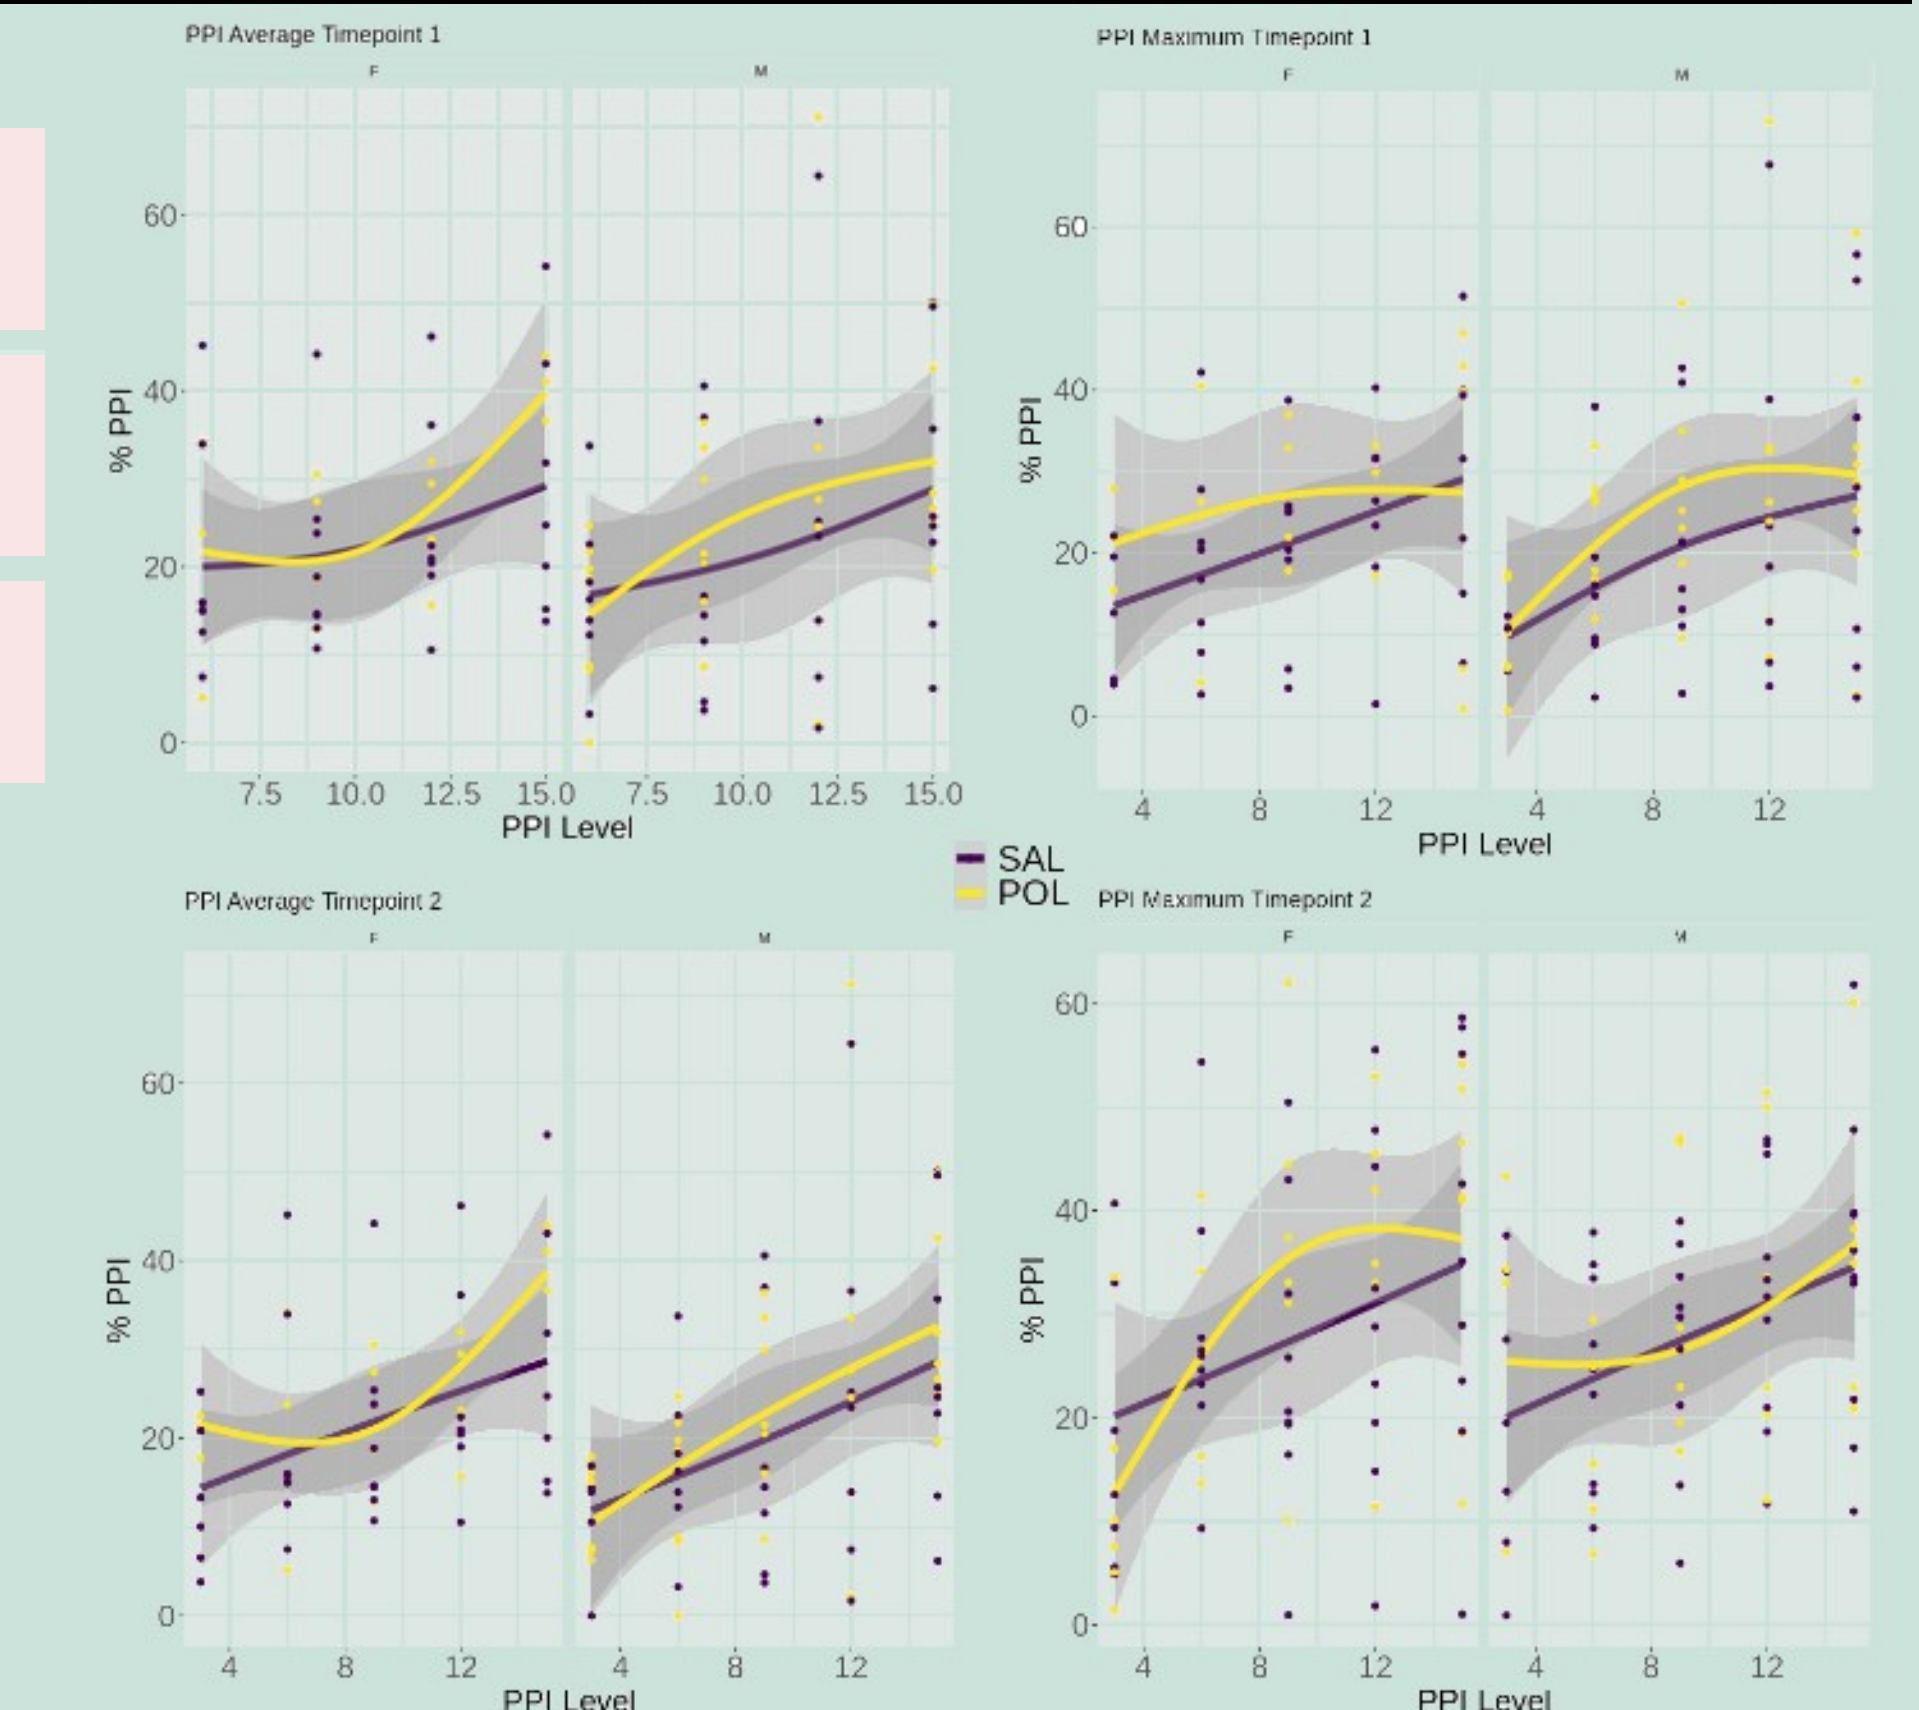 PPI Average Timepoint 1
F
M
% PPI
60
40
20
0
7.5
10.0
12.5
15.0
7.5
10.0
12.5
15.0
PPI Level
PPI Maximum Timepoint 1
F
M
% PPI
60
40
20
0
4
8
12
4
8
12
PPI Level
SAL
POL
PPI Average Timepoint 2
F
M
% PPI
60
40
20
0
4
8
12
4
8
12
PPI Level
PPI Maximum Timepoint 2
F
M
% PPI
60
40
20
0
4
8
12
4
8
12
PPI Level